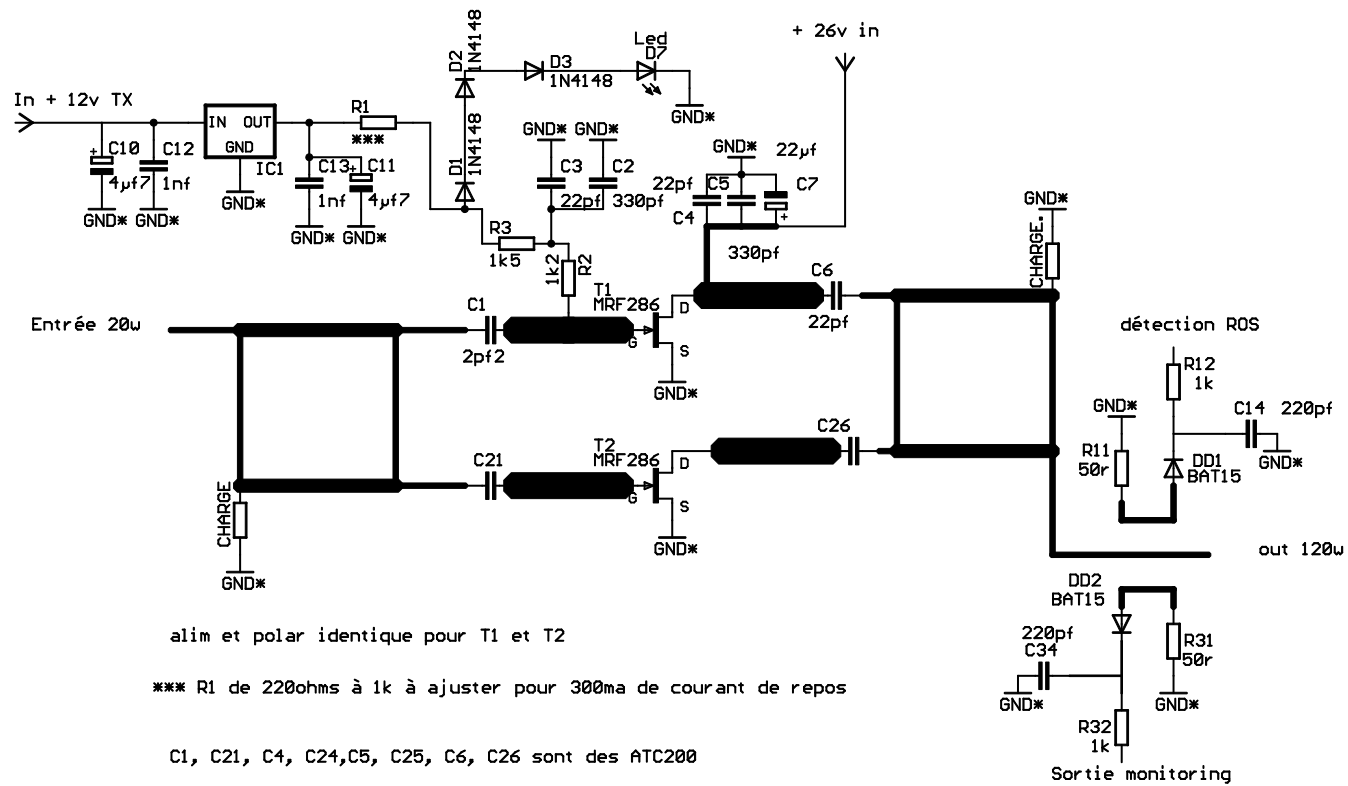 + 26v in
Led
D7
D2
1N4148
D3
1N4148
In + 12v TX
IN OUT
GND
IC1
R1
***
GND*
C10
4µf7
C12
1nf
GND*
GND*
GND*
C13
1nf
C11
4µf7
GND*
GND*
D1
1N4148
GND*
GND*
C3
22pf
C2
330pf
R3
1k5
1k2
R2
GND*
22µf
22pf
C5
C7
C4
330pf
GND*
CHARGE.
C6
22pf
T1
MRF286
D
G
S
GND*
C1
2pf2
Entrée 20w
détection ROS
R12
1k
GND*
C14 220pf
GND*
R11
50r
DD1
BAT15
C26
T2
MRF286
D
G
S
GND*
C21
CHARGE
GND*
out 120w
DD2
BAT15
220pf
C34
GND*
R31
50r
GND*
R32
1k
Sortie monitoring
alim et polar identique pour T1 et T2
*** R1 de 220ohms à 1k à ajuster pour 300ma de courant de repos
C1, C21, C4, C24,C5, C25, C6, C26 sont des ATC200